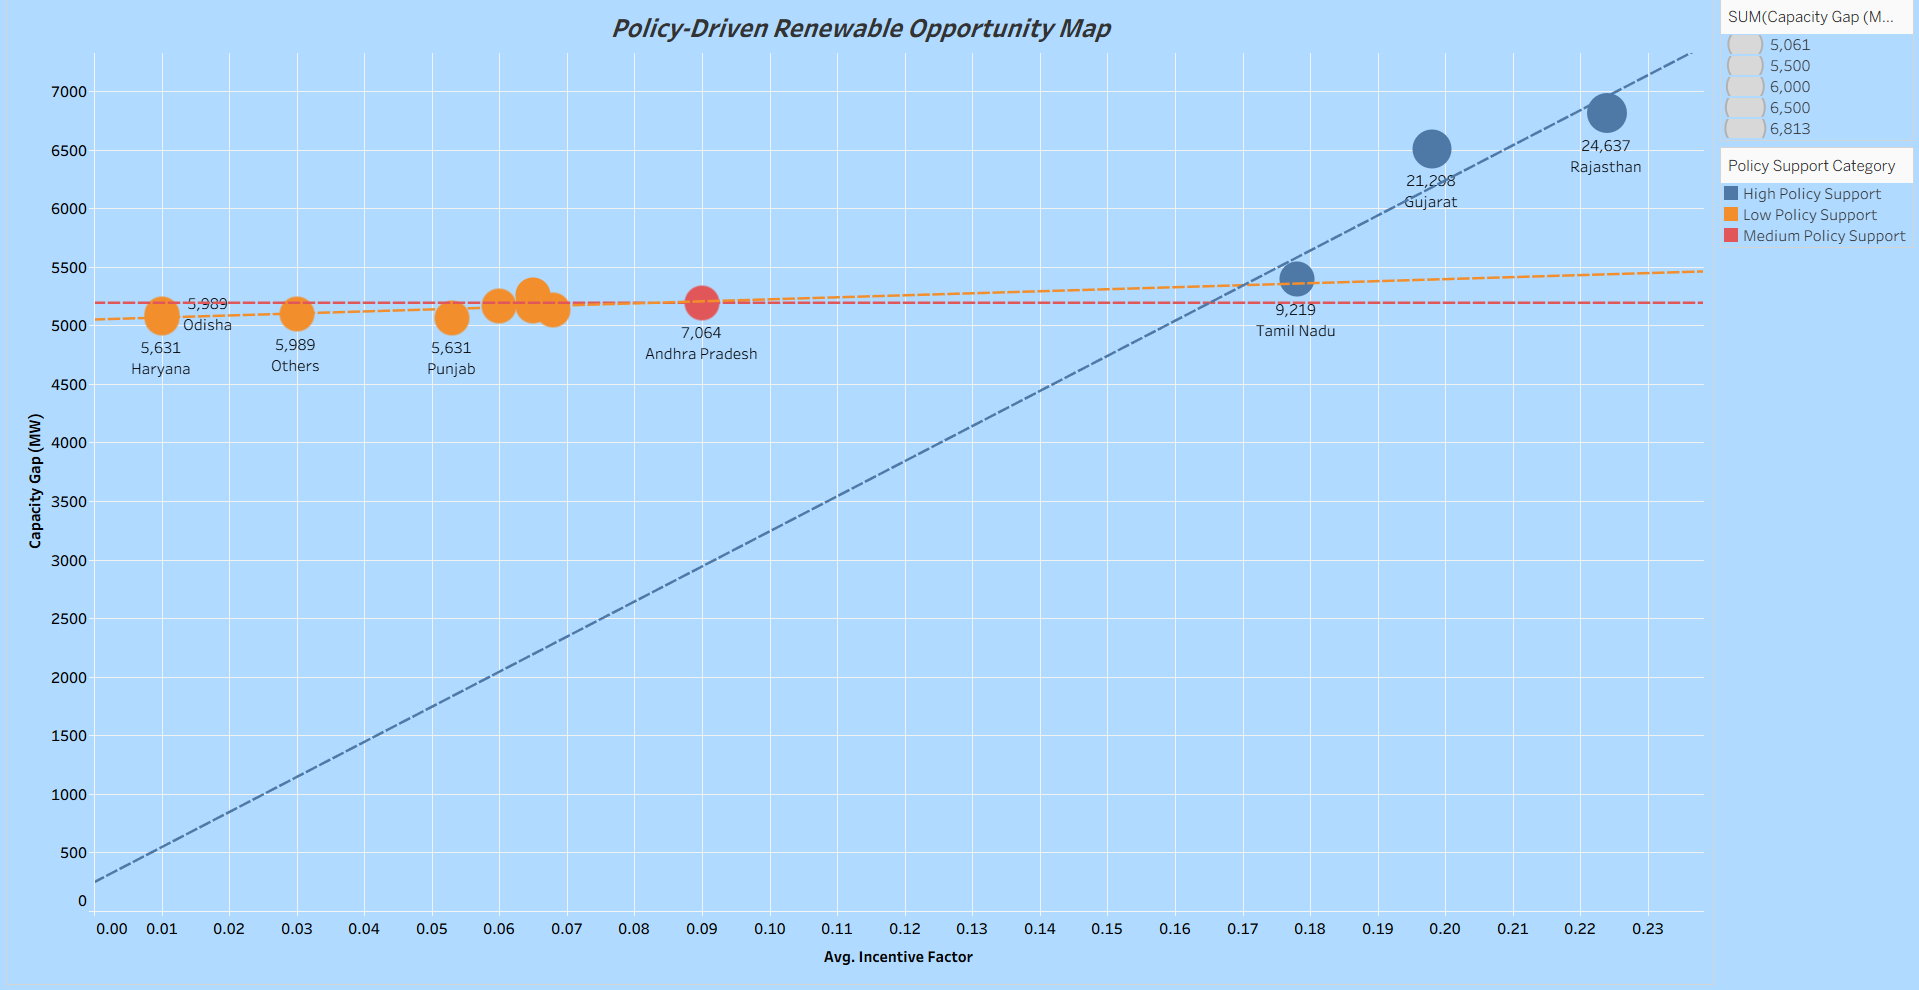 Policy-Driven Renewable Opportunity Map
SUM(Capacity Gap (M...
5,061
5,500
6,000
6,500
6,813
Policy Support Category
High Policy Support
Low Policy Support
Medium Policy Support
Capacity Gap (MW)
7000
6500
6000
5500
5000
4500
4000
3500
3000
2500
2000
1500
1000
500
0
24,637
Rajasthan
21,298
Gujarat
9,219
Tamil Nadu
5,989
Odisha
5,631
Haryana
5,989
Others
5,631
Punjab
7,064
Andhra Pradesh
0.00 0.01 0.02 0.03 0.04 0.05 0.06 0.07 0.08 0.09 0.10 0.11 0.12 0.13 0.14 0.15 0.16 0.17 0.18 0.19 0.20 0.21 0.22 0.23
Avg. Incentive Factor